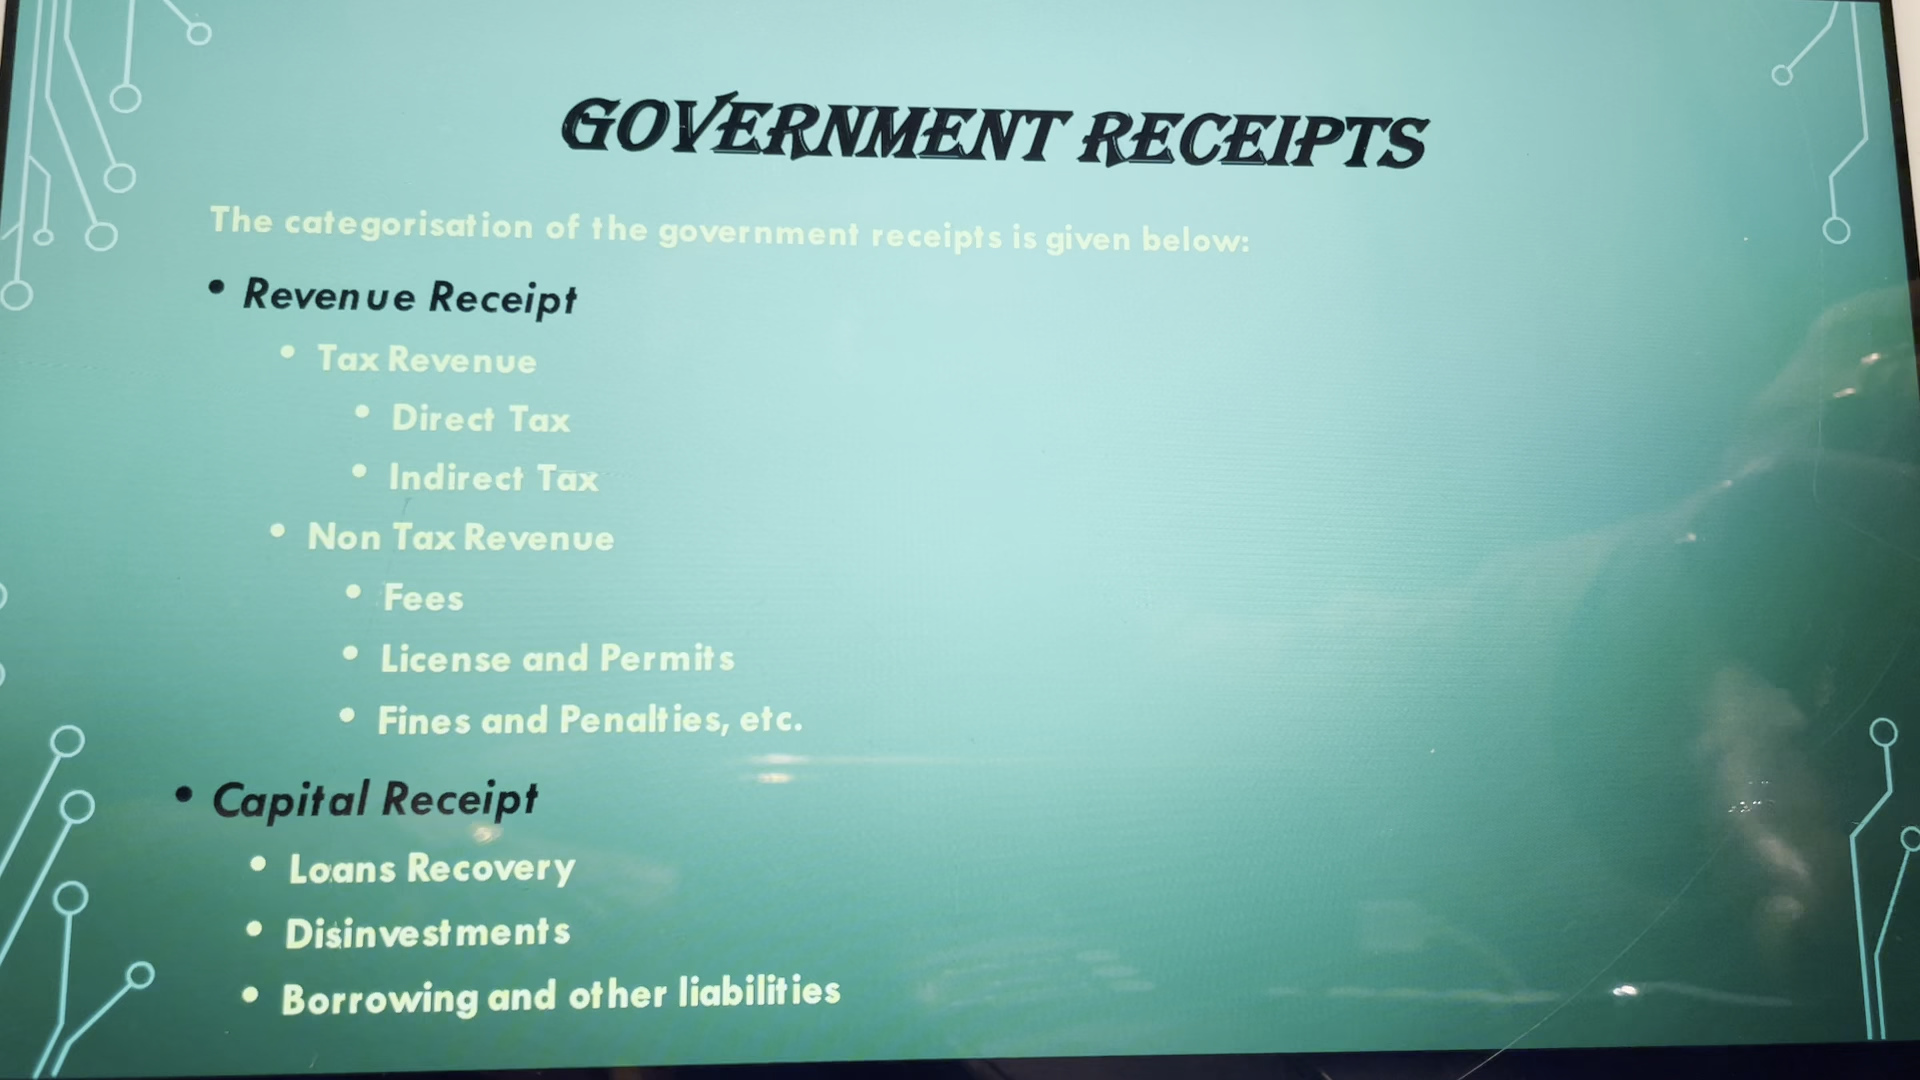 GOVERNMENT RECEIPTS
The categorisation of the government receipts is given below:
• Revenue Receipt
• Tax Revenue
• Direct Tax
• Indirect Tax
• Non Tax Revenue
• Fees
• License and Permits
• Fines and Penalties, etc.
• Capital Receipt
• Loans Recovery
• Disinvestments
• Borrowing and other liabilities